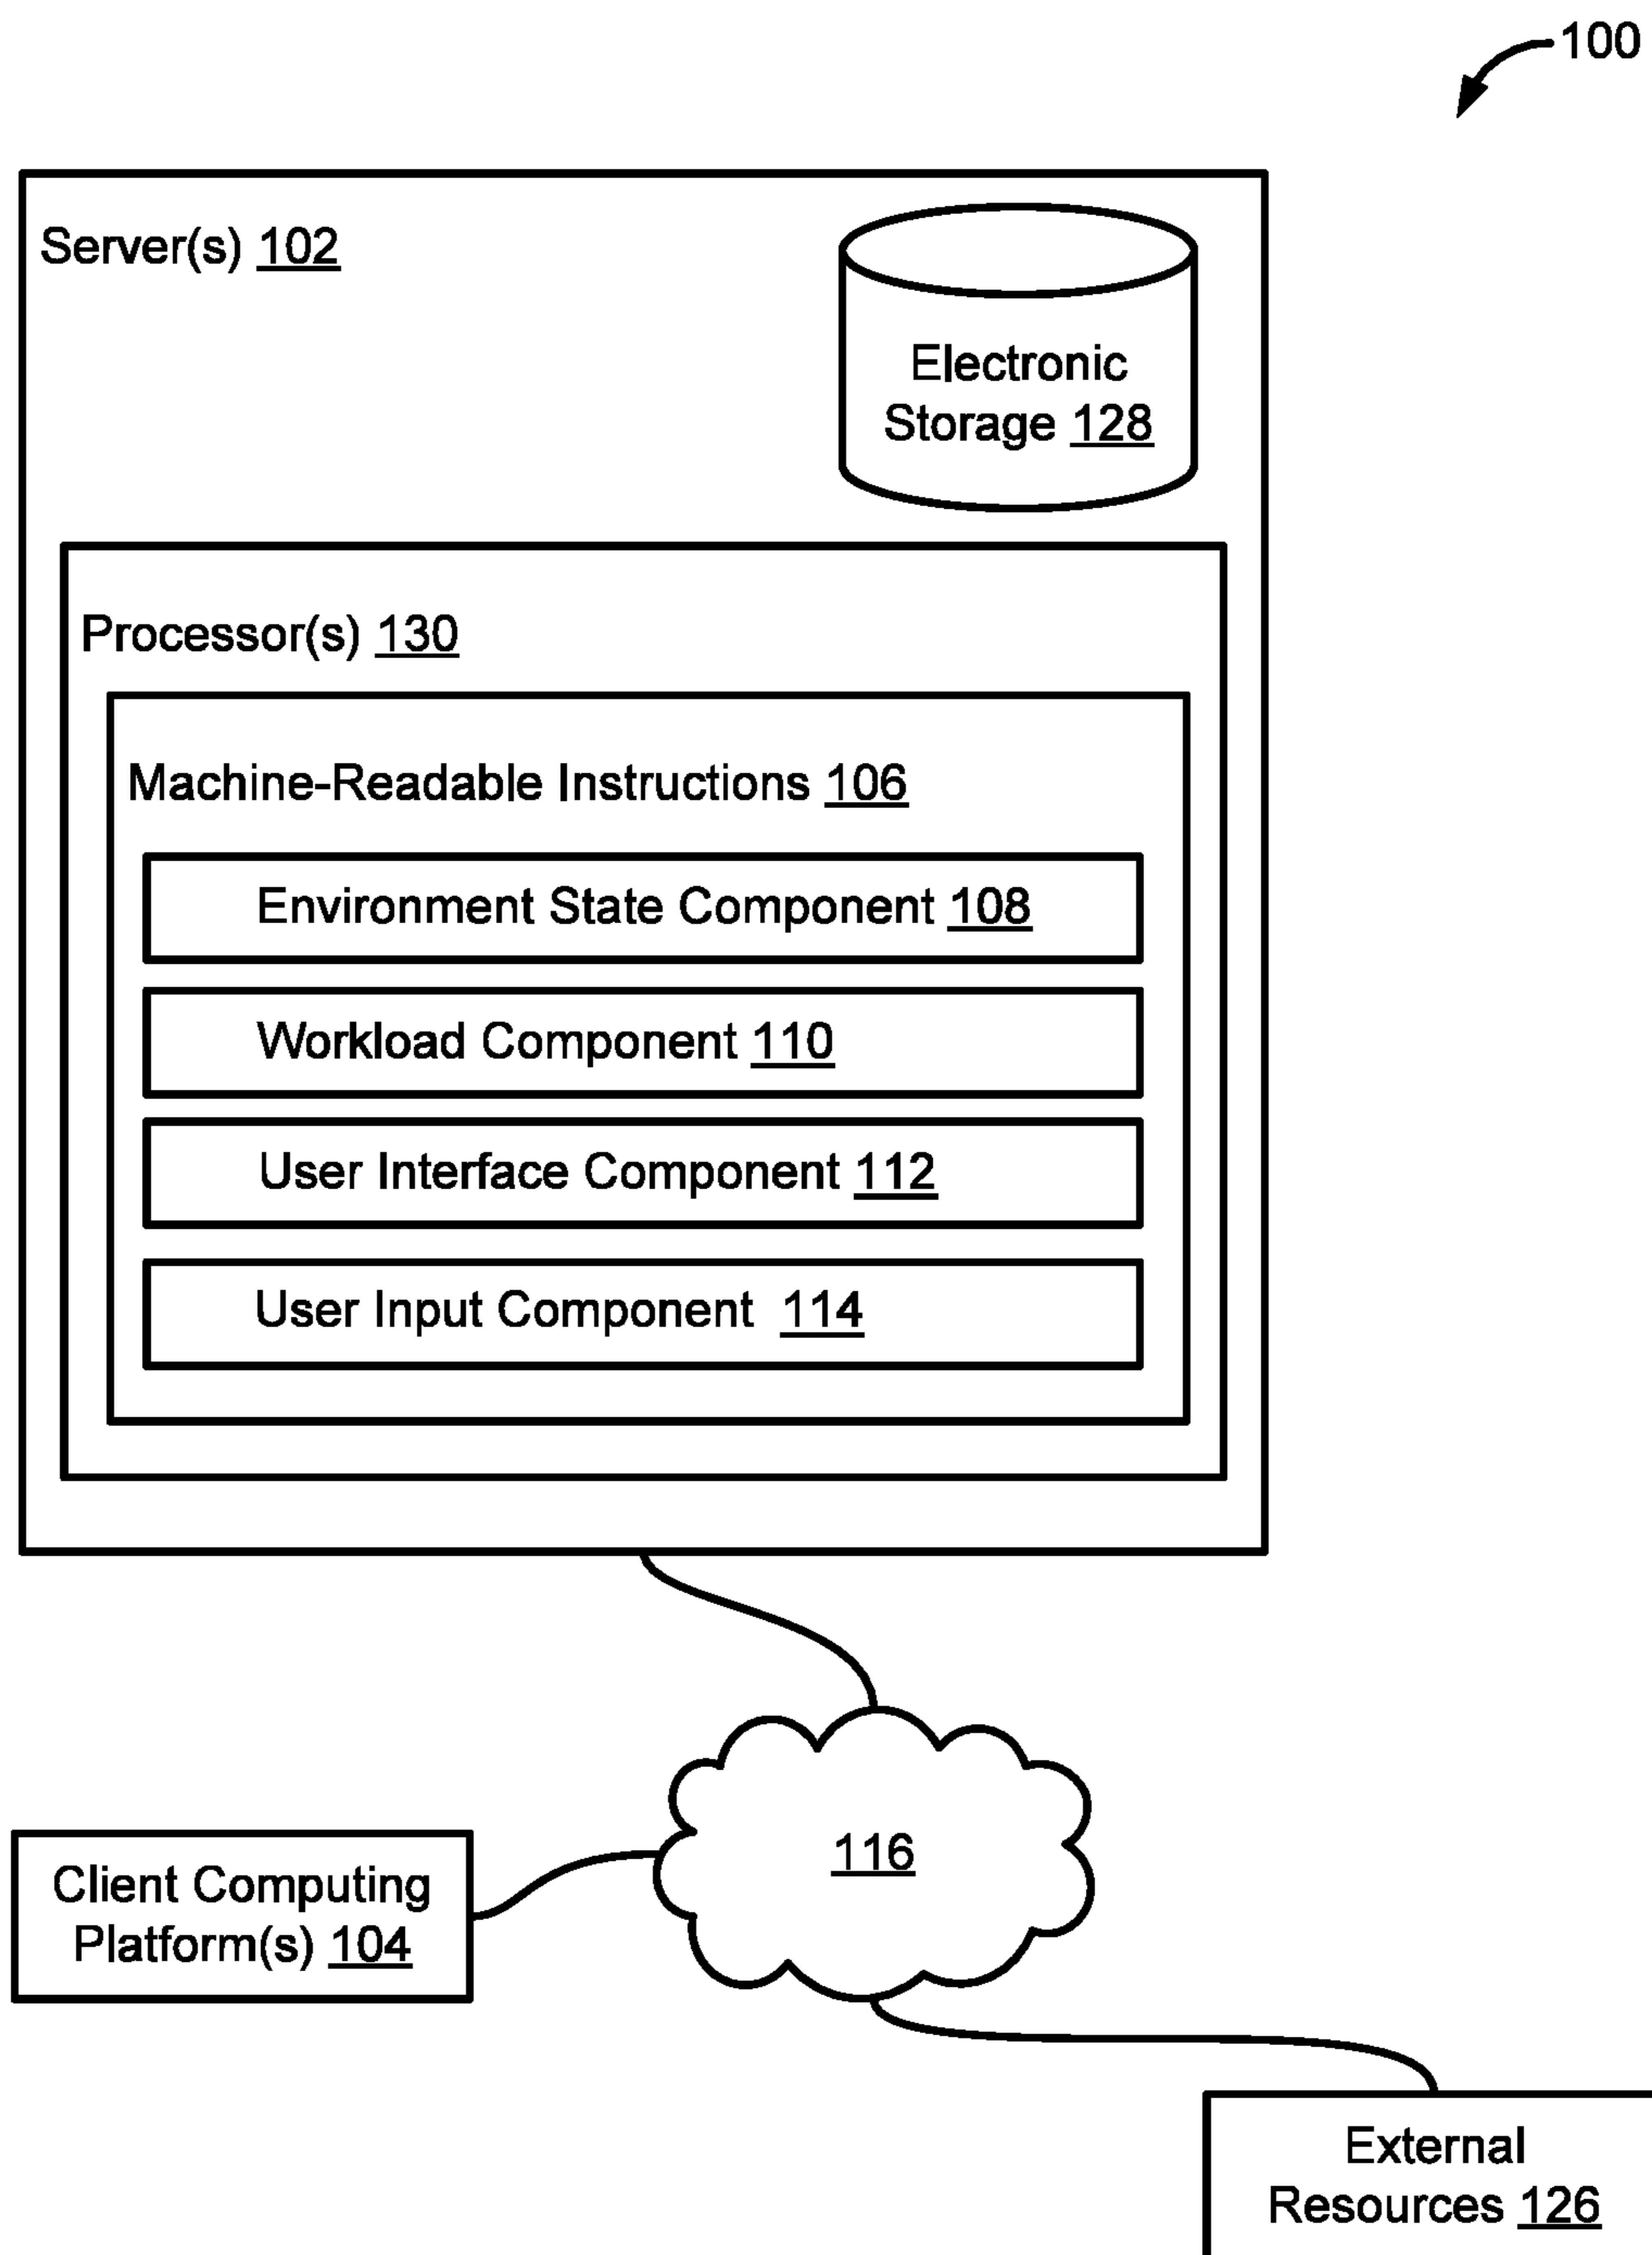 100
Server(s) 102
Electronic
Storage 128
Processor(s) 130
Machine-Readable Instructions 106
Environment State Component 108
Workload Component 110
User Interface Component 112
User Input Component 114
116
Client Computing
Platform(s) 104
External
Resources 126